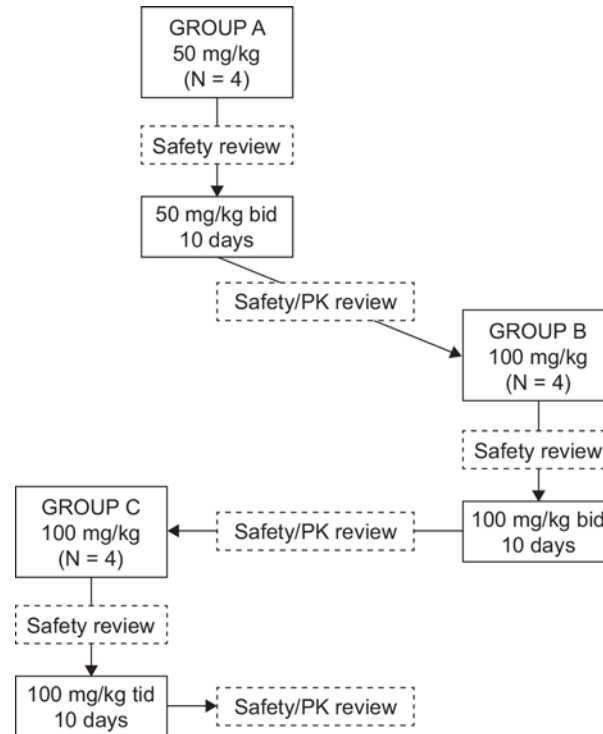 GROUP A
50 mg/kg
(N = 4)
Safety review
50 mg/kg bid
10 days
Safety/PK review
GROUP B
100 mg/kg
(N = 4)
Safety review
100 mg/kg bid
10 days
Safety/PK review
GROUP C
100 mg/kg
(N = 4)
Safety review
100 mg/kg tid
10 days
Safety/PK review